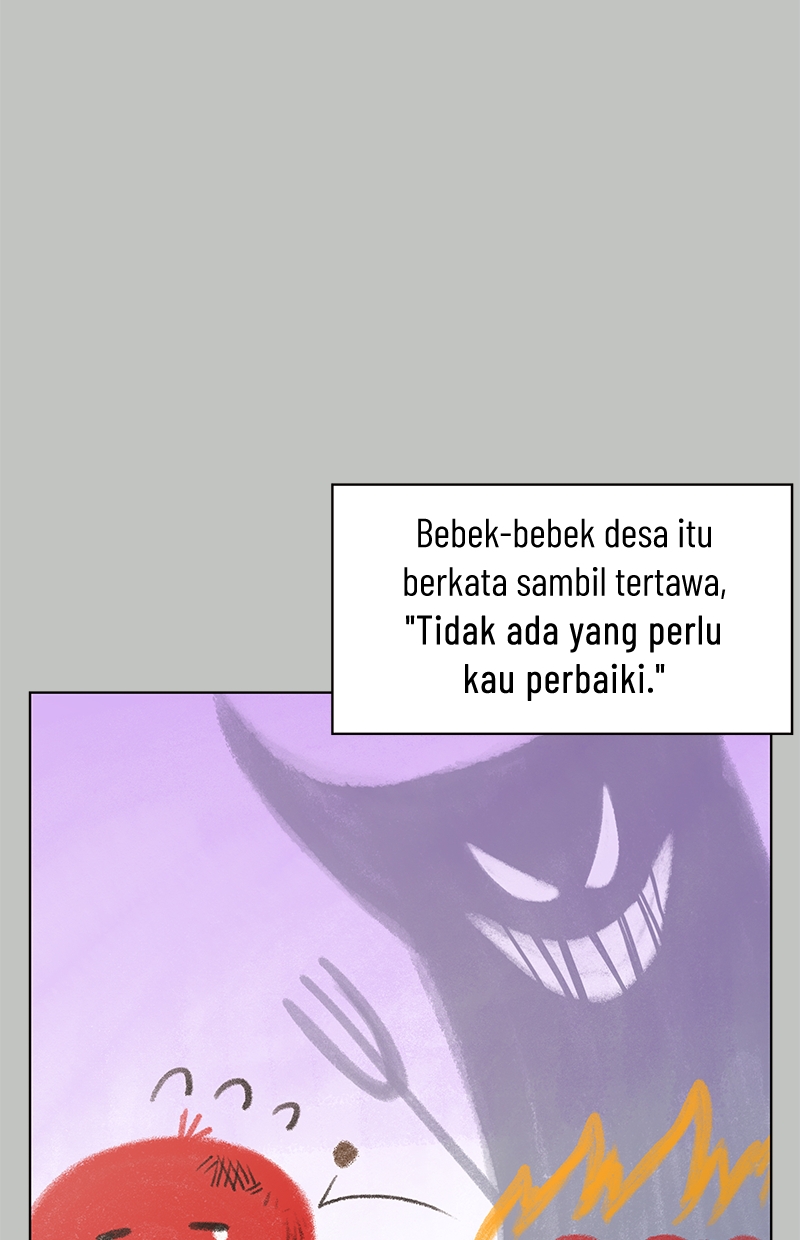 Bebek-bebek desa itu
berkata sambil tertawa,
"Tidak ada yang perlu
kau perbaiki."